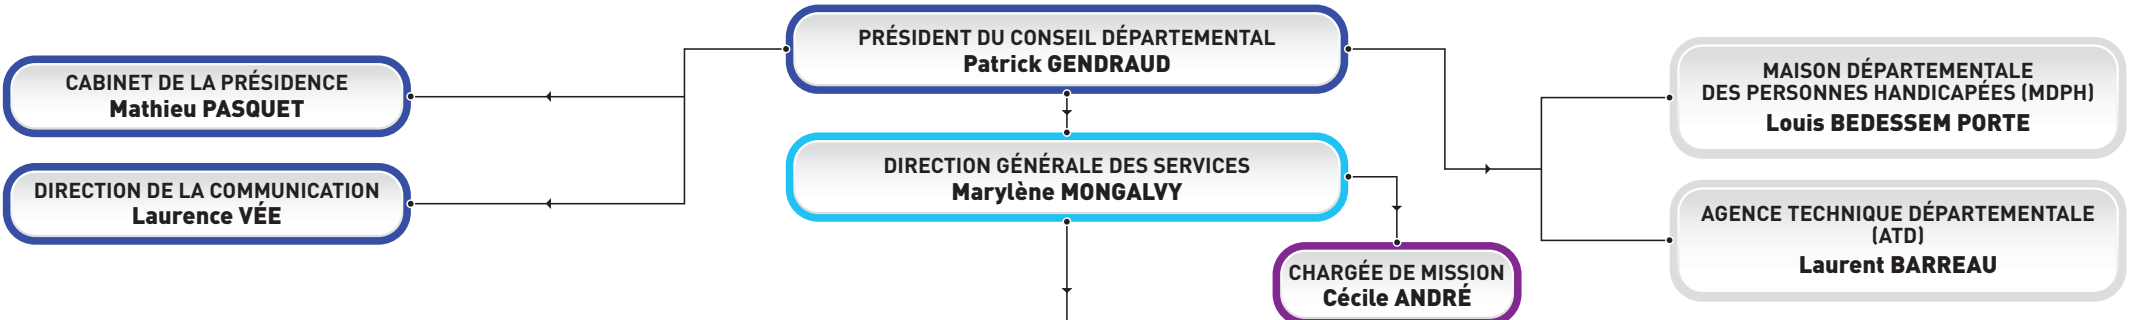 PRÉSIDENT DU CONSEIL DÉPARTEMENTAL
Patrick GENDRAUD
CABINET DE LA PRÉSIDENCE
Mathieu PASQUET
DIRECTION DE LA COMMUNICATION
Laurence VÉE
DIRECTION GÉNÉRALE DES SERVICES
Marylène MONGALVY
CHARGÉE DE MISSION
Cécile ANDRÉ
MAISON DÉPARTEMENTALE
DES PERSONNES HANDICAPÉES (MDPH)
Louis BEDESSEM PORTE
AGENCE TECHNIQUE DÉPARTEMENTALE
(ATD)
Laurent BARREAU